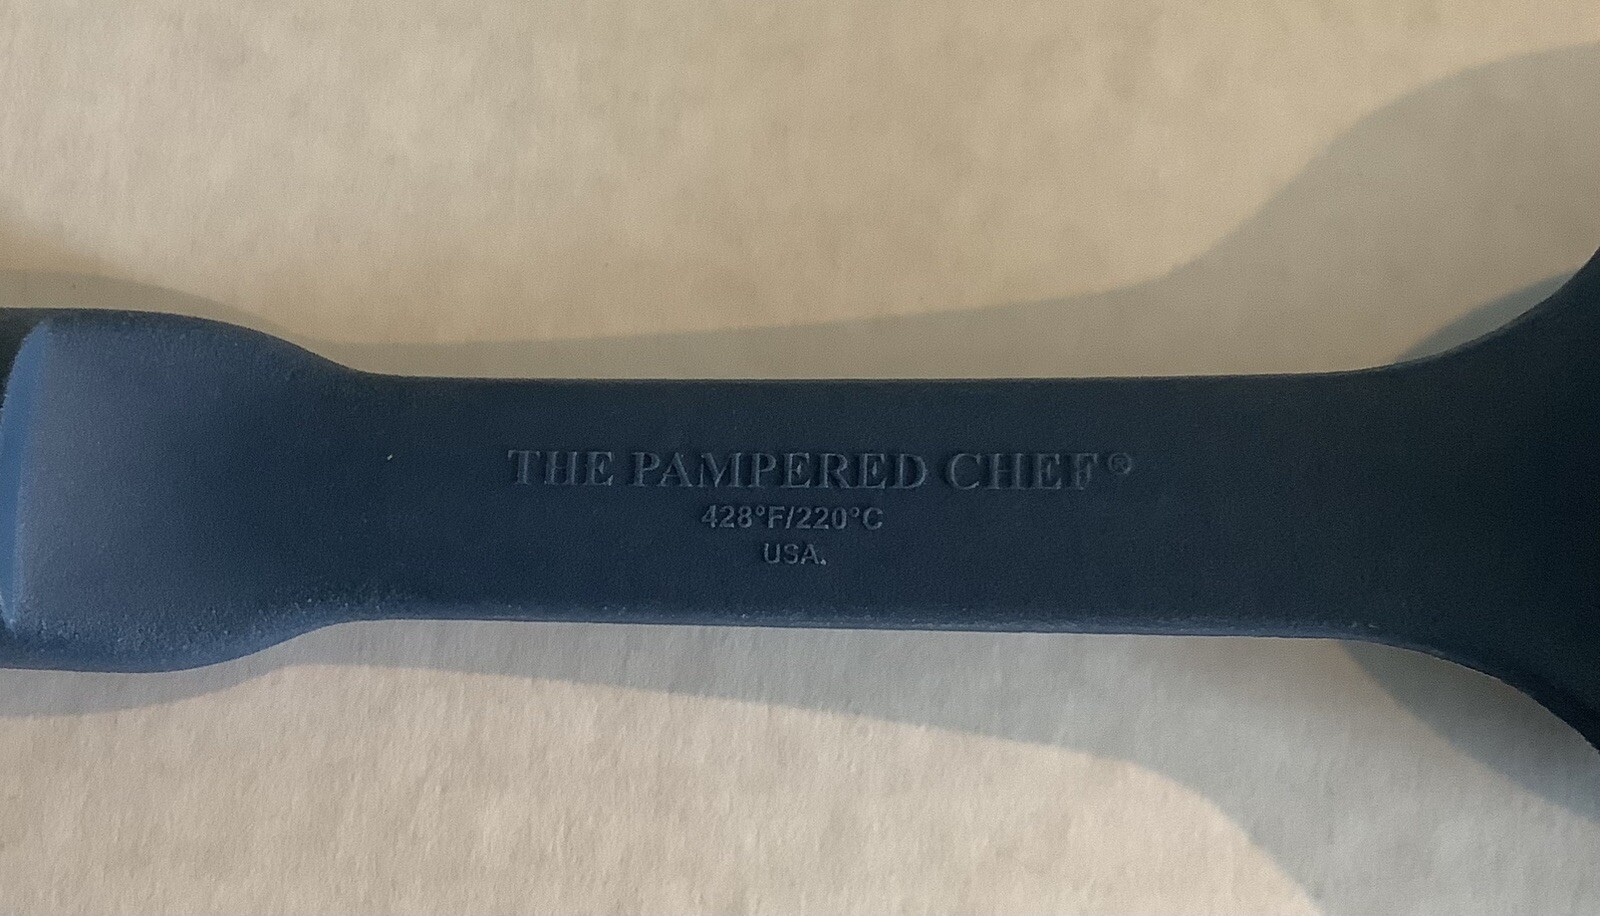 THE PAMPERED CHEF®
428°F/220°C
USA.